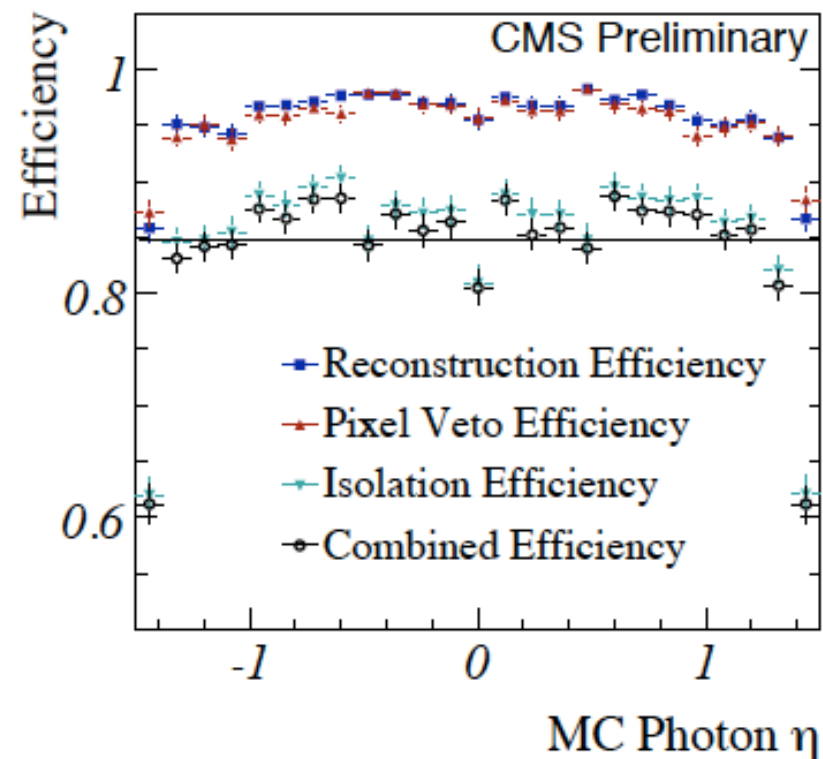 CMS Preliminary
Efficiency
1
0.8
0.6
Reconstruction Efficiency
Pixel Veto Efficiency
Isolation Efficiency
Combined Efficiency
-1 0 1
MC Photon η